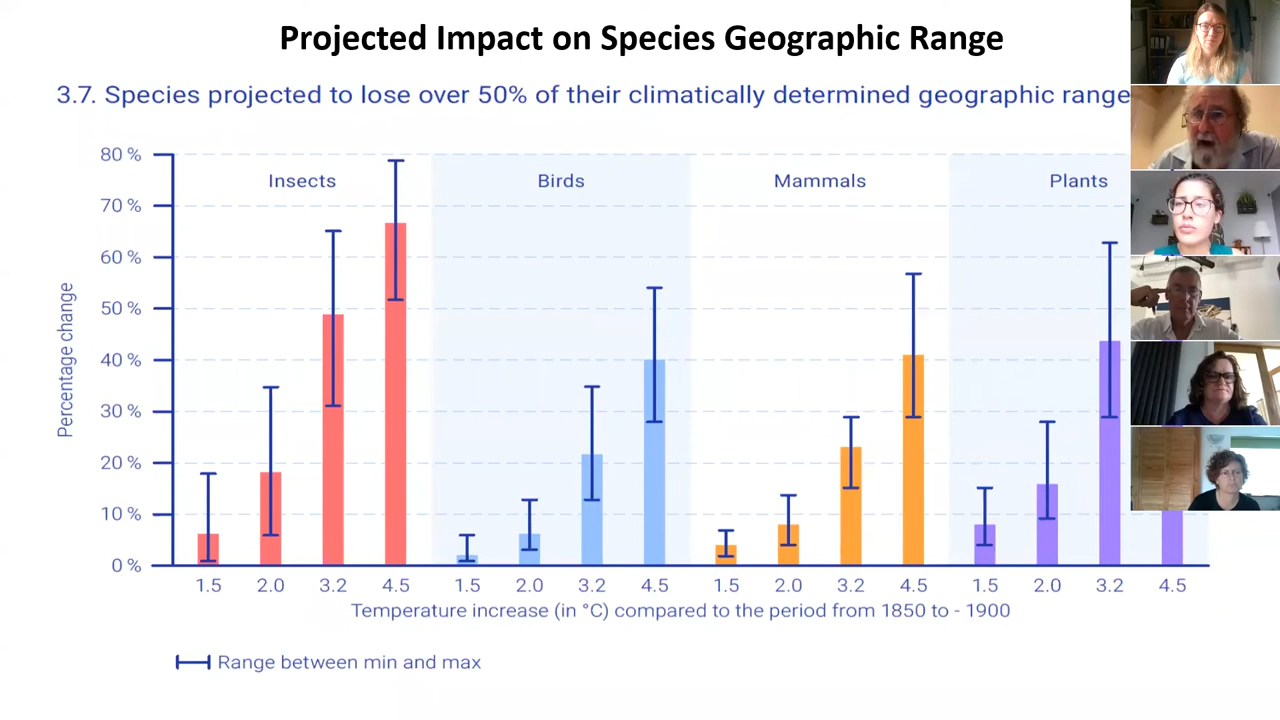 Projected Impact on Species Geographic Range
3.7. Species projected to lose over 50% of their climatically determined geographic range
80 %
70 %
60 %
50 %
40 %
30 %
20 %
10 %
0 %
Percentage change
Insects
Birds
Mammals
Plants
1.5 2.0 3.2 4.5 1.5 2.0 3.2 4.5 1.5 2.0 3.2 4.5 1.5 2.0 3.2 4.5
Temperature increase (in °C) compared to the period from 1850 to - 1900
Range between min and max